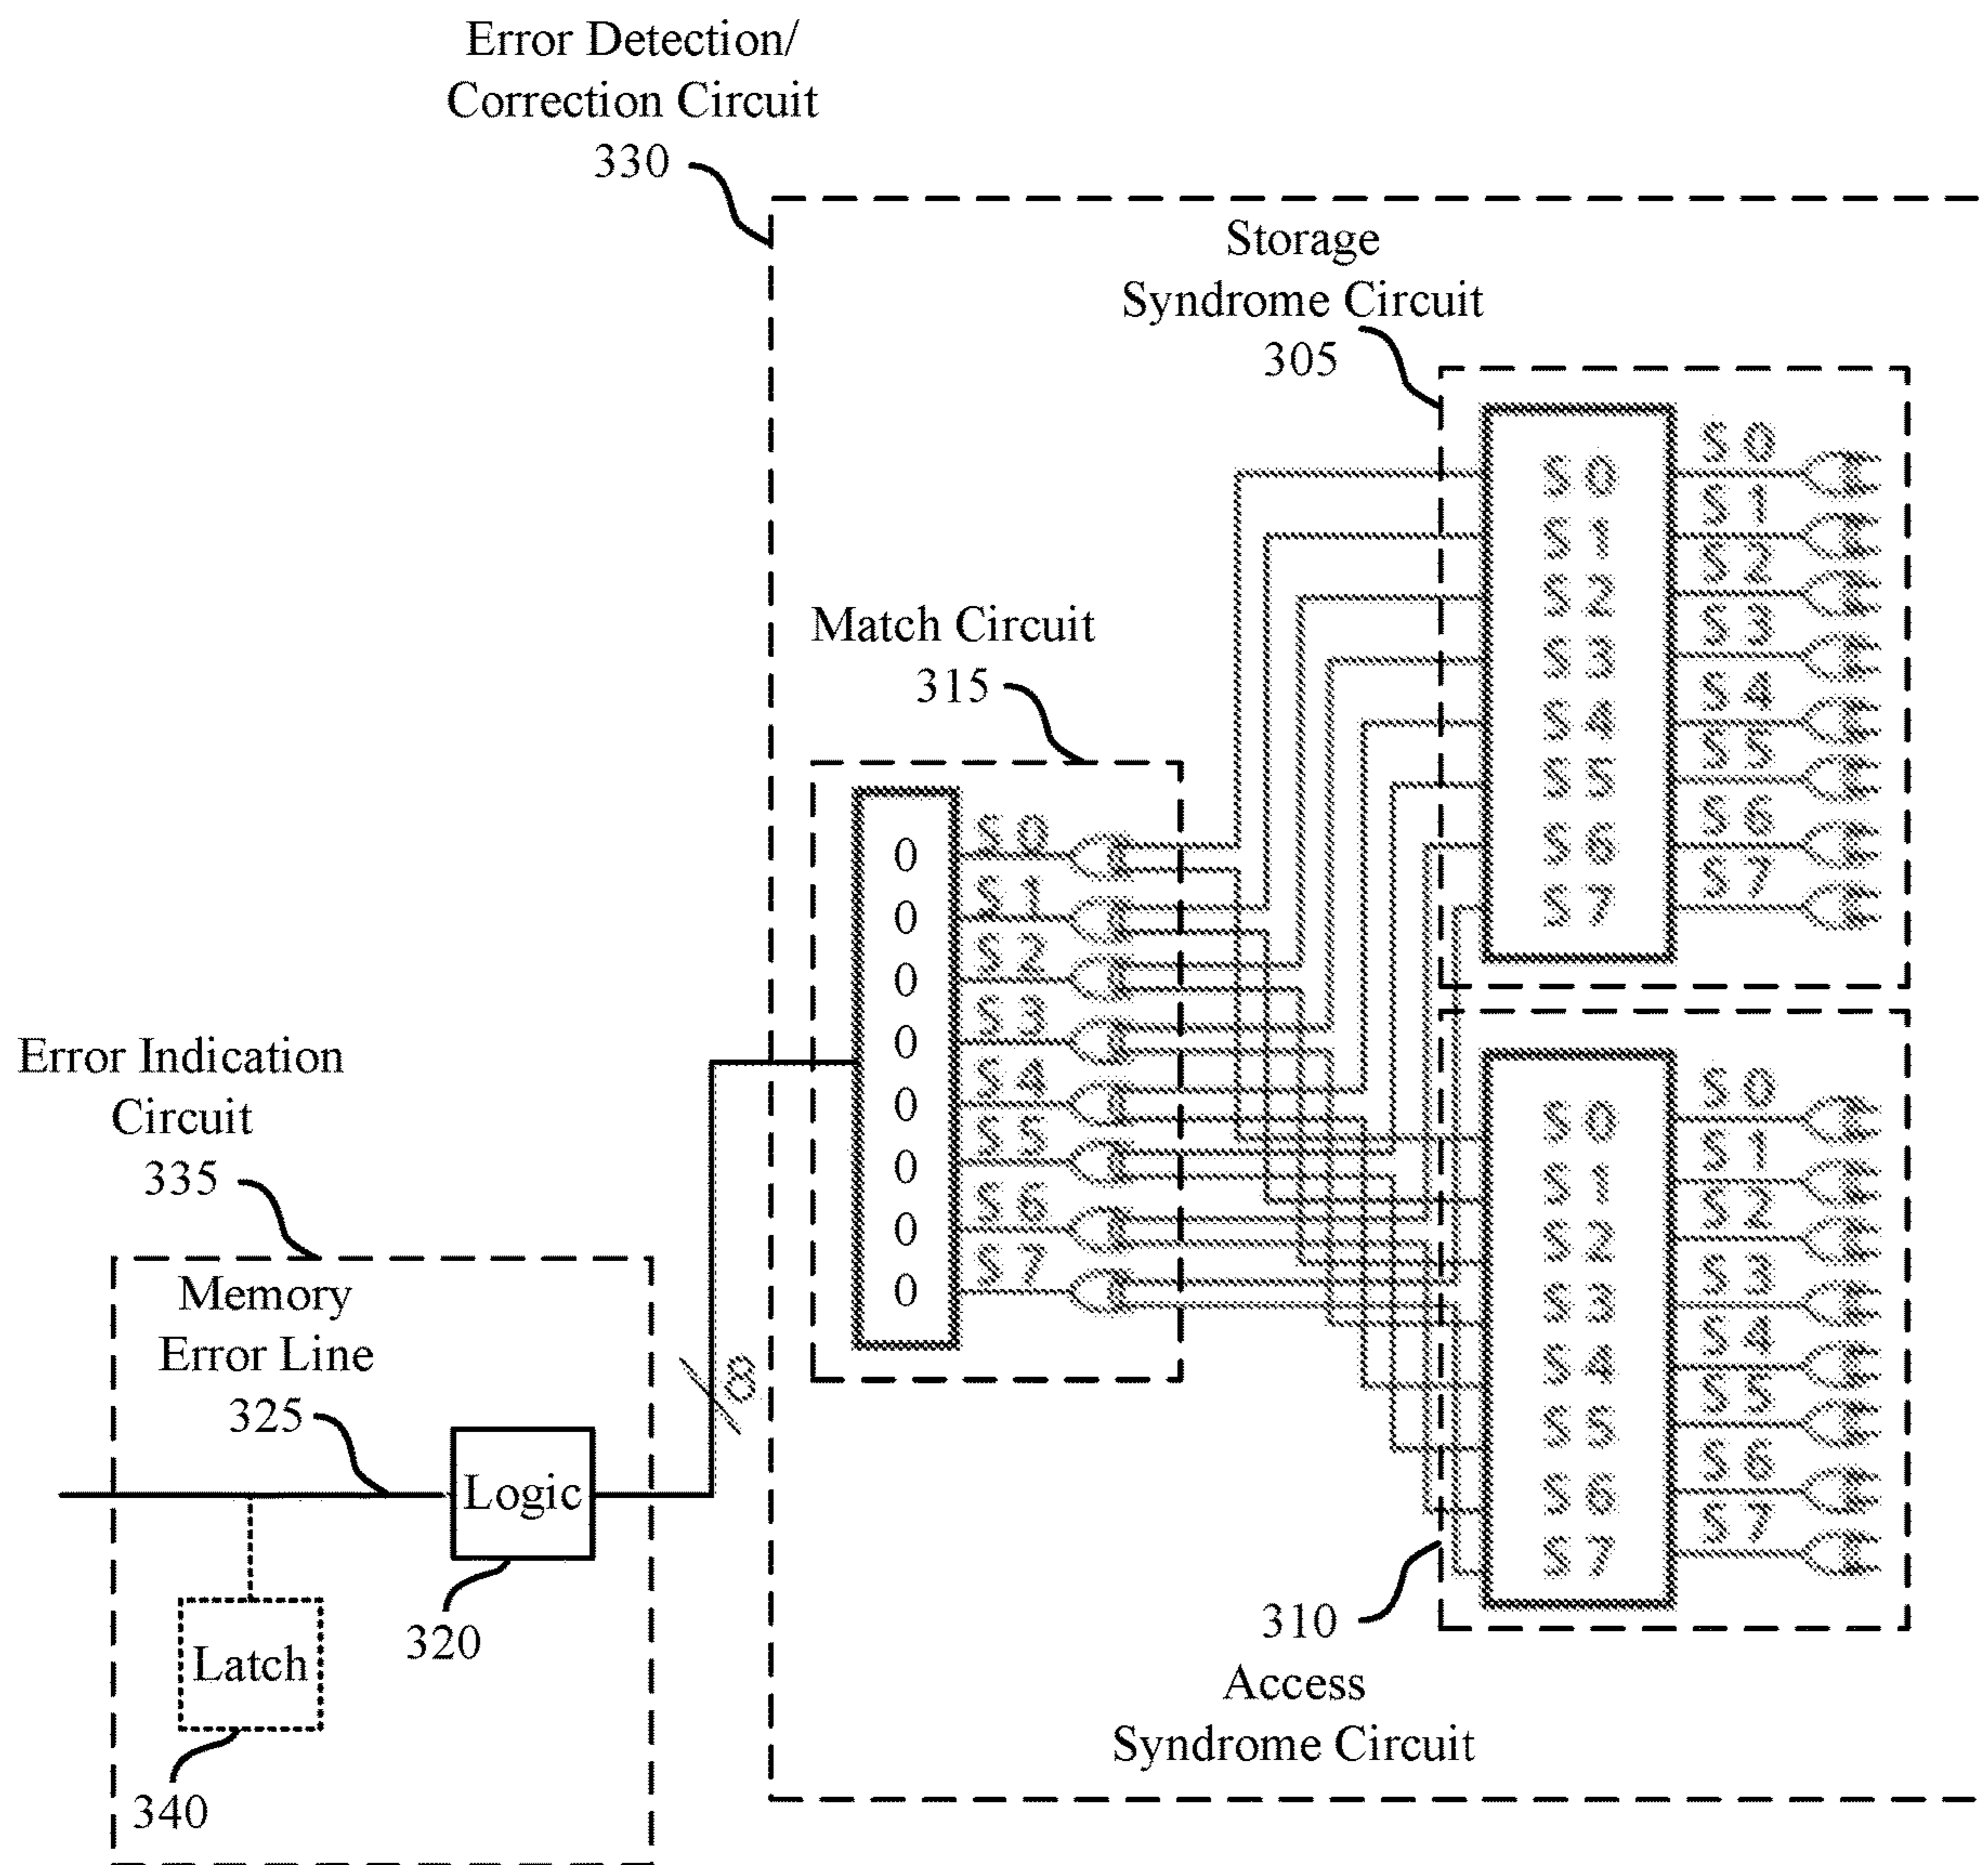 Error Detection/
Correction Circuit
330
Storage
Syndrome Circuit
305
S0
S1
S2
S3
S4
S5
S6
S7
S0
S1
S2
S3
S4
S5
S6
S7
Match Circuit
315
0
0
0
0
0
0
0
0
S0
S1
S2
S3
S4
S5
S6
S7
Error Indication
Circuit
335
Memory
Error Line
325
Logic
320
Latch
340
8
S0
S1
S2
S3
S4
S5
S6
S7
S0
S1
S2
S3
S4
S5
S6
S7
310
Access
Syndrome Circuit